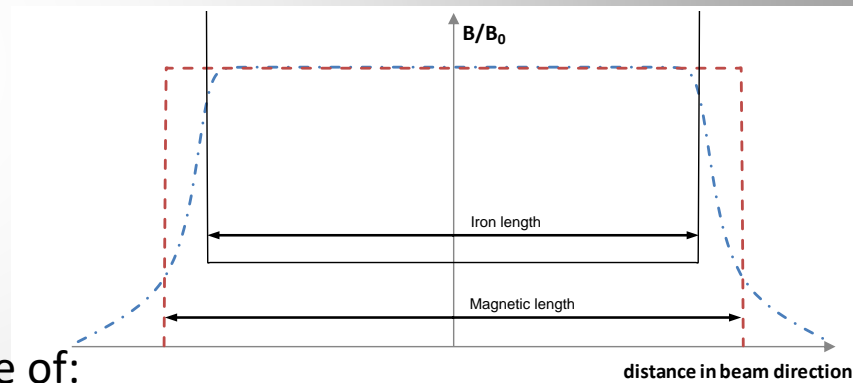 B/B₀
Iron length
Magnetic length
e of:
distance in beam direction